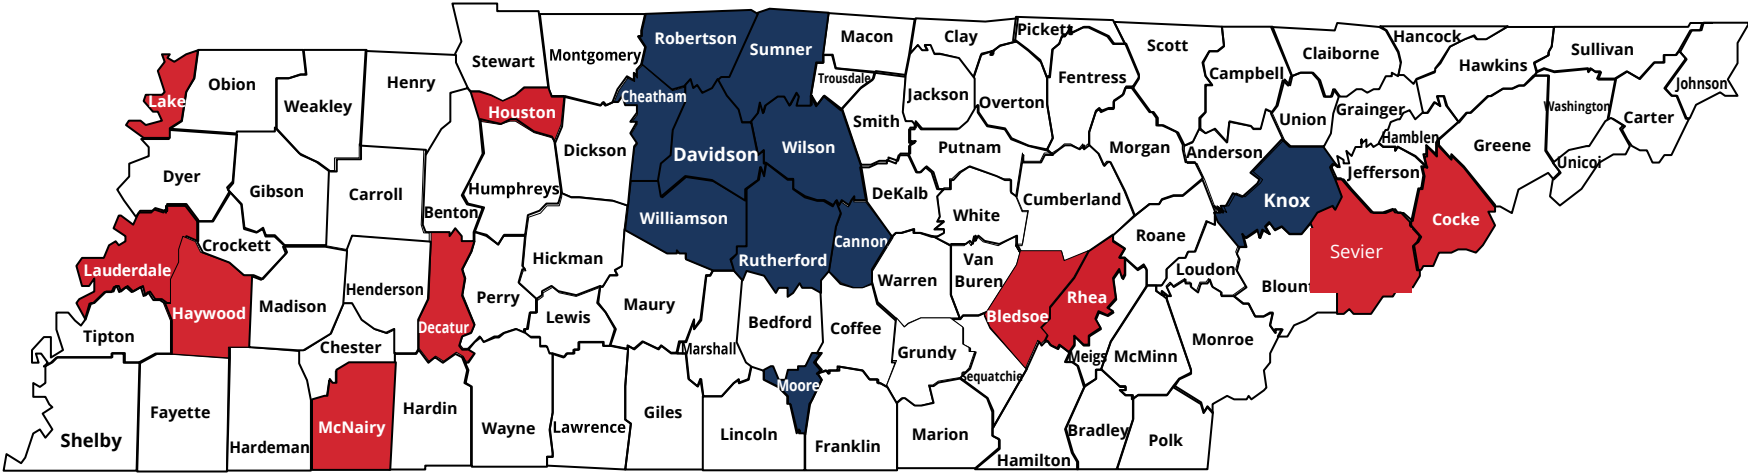 Pickett
Hancock
Macon
Clay
Robertson
Scott
Sumner
Sullivan
Claiborne
Montgomery
Stewart
Hawkins
Campbell
Trousdale
Fentress
Henry
Obion
Johnson
Jackson
Cheatham
Lake
Overton
Weakley
Washington
Grainger
Houston
Carter
Union
Smith
Hamblen
Greene
Wilson
Putnam
Morgan
Dickson
Davidson
Anderson
Unicoi
Jefferson
Dyer
Humphreys
Gibson
Carroll
DeKalb
Cumberland
Knox
Benton
White
Williamson
Cocke
Roane
Cannon
Crockett
Sevier
Hickman
Rutherford
Van
Buren
Lauderdale
Loudon
Warren
Blount
Henderson
Perry
Rhea
Madison
Maury
Haywood
Bledsoe
Lewis
Bedford
Decatur
Coffee
Tipton
Monroe
Chester
Marshall
Grundy
Meigs
McMinn
Sequatchie
Moore
Hardin
Fayette
Giles
McNairy
Wayne
Lawrence
Bradley
Lincoln
Marion
Shelby
Polk
Hardeman
Franklin
Hamilton